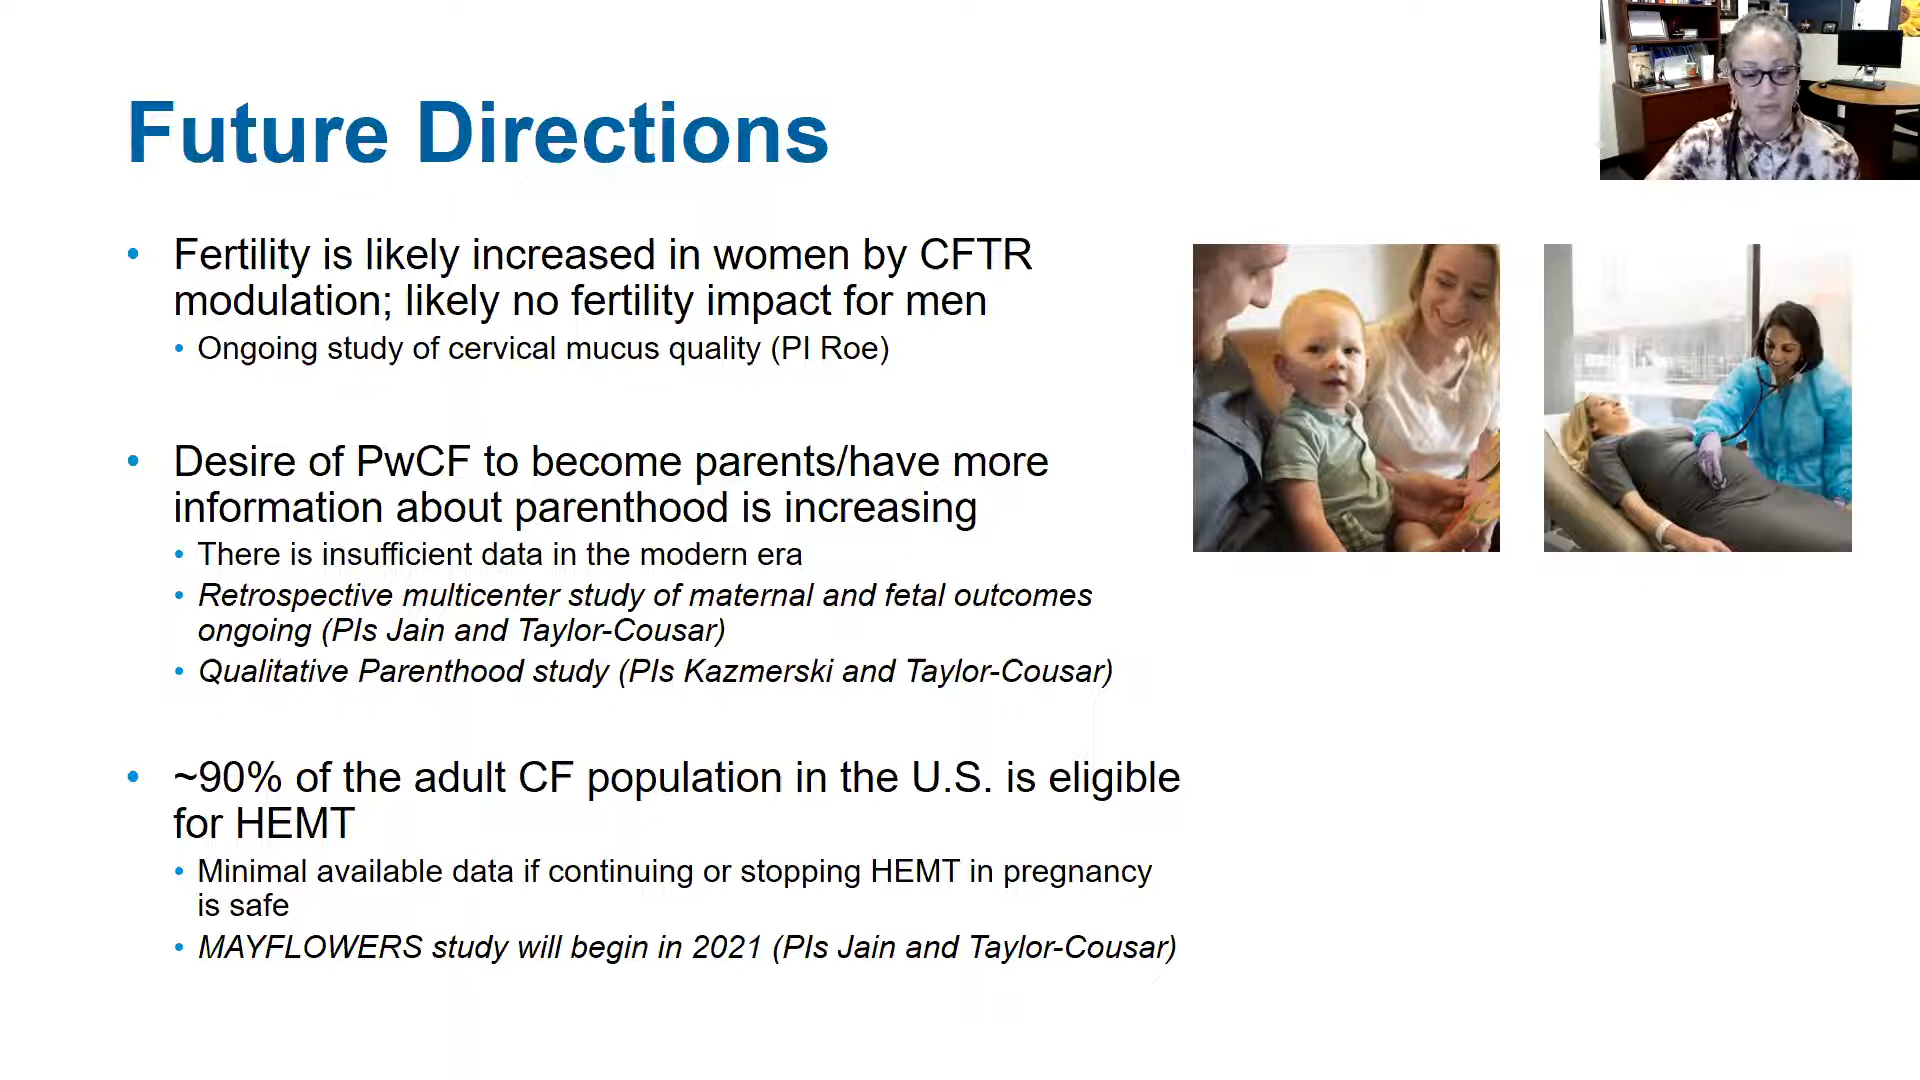 Future Directions
• Fertility is likely increased in women by CFTR
modulation; likely no fertility impact for men
• Ongoing study of cervical mucus quality (PI Roe)
• Desire of PwCF to become parents/have more
information about parenthood is increasing
• There is insufficient data in the modern era
• Retrospective multicenter study of maternal and fetal outcomes
ongoing (PIs Jain and Taylor-Cousar)
• Qualitative Parenthood study (PIs Kazmerski and Taylor-Cousar)
• ~90% of the adult CF population in the U.S. is eligible
for HEMT
• Minimal available data if continuing or stopping HEMT in pregnancy
is safe
• MAYFLOWERS study will begin in 2021 (PIs Jain and Taylor-Cousar)